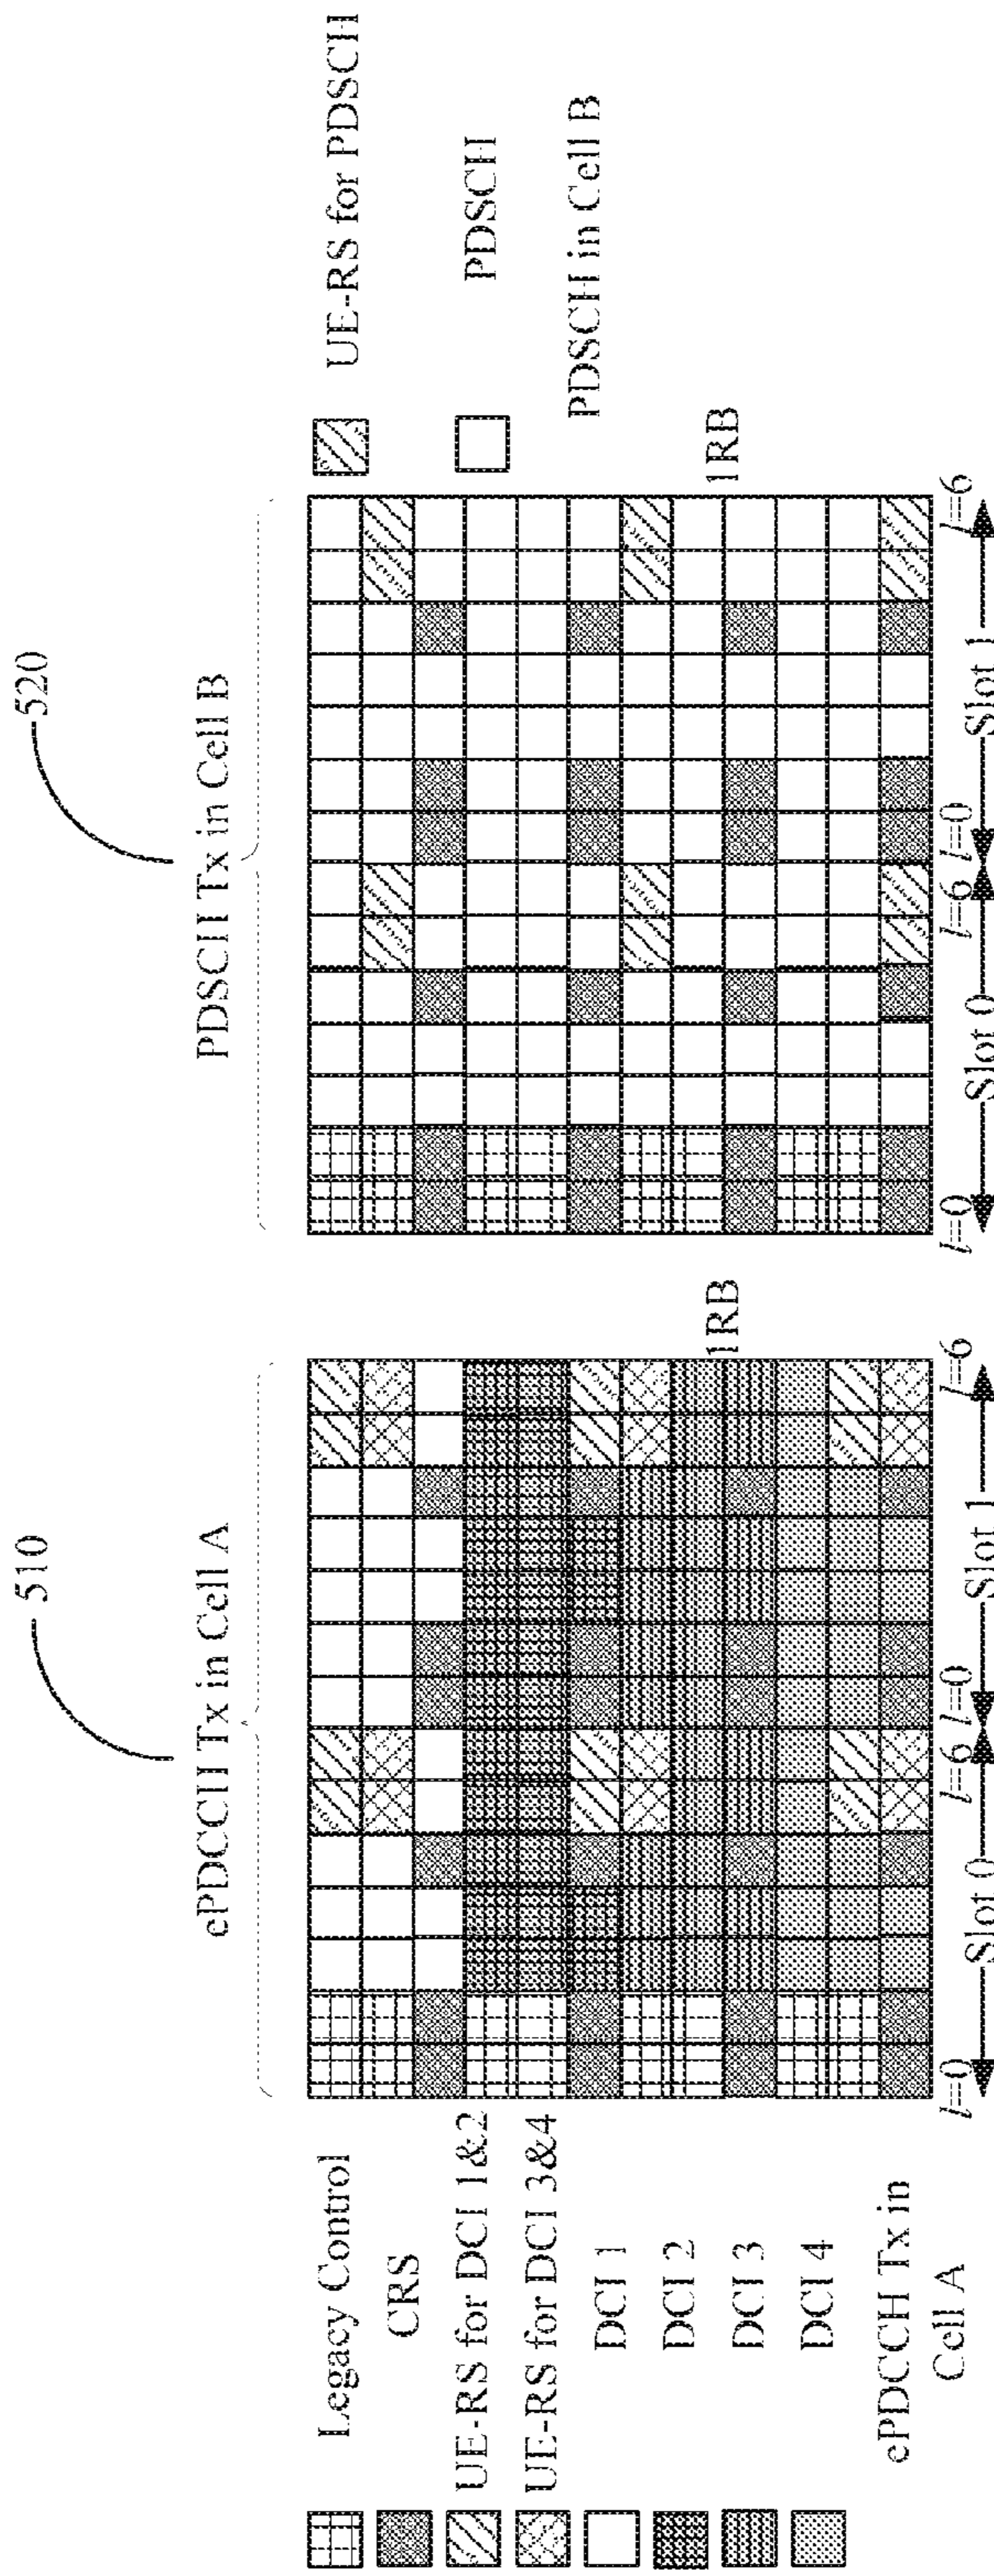 510
ePDCCH Tx in Cell A
520
PDSCH Tx in Cell B
Legacy Control
CRS
UE-RS for DCI 1&2
UE-RS for DCI 3&4
DCI 1
DCI 2
DCI 3
DCI 4
ePDCCH Tx in
Cell A
1RB
l=0
l=6
l=0
l=6
Slot 0
Slot 1
1RB
l=0
l=6
l=0
l=6
Slot 0
Slot 1
UE-RS for PDSCH
PDSCH
PDSCH in Cell B